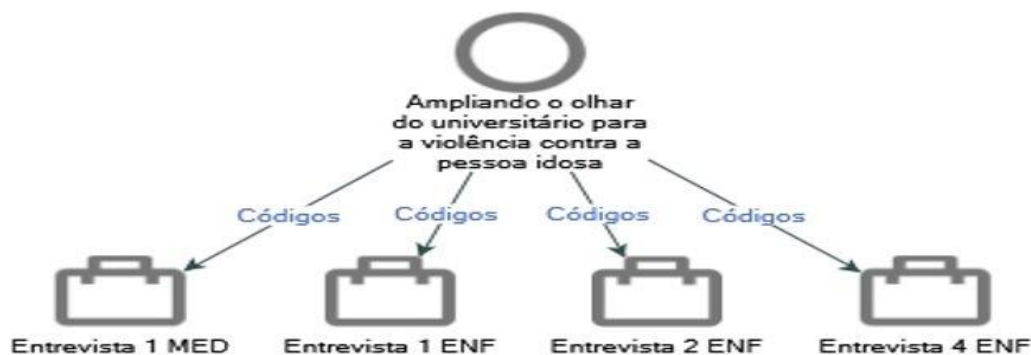 Ampliando o olhar
do universitário para
a violência contra a
pessoa idosa
Códigos Códigos Códigos Códigos
Entrevista 1 MED Entrevista 1 ENF Entrevista 2 ENF Entrevista 4 ENF